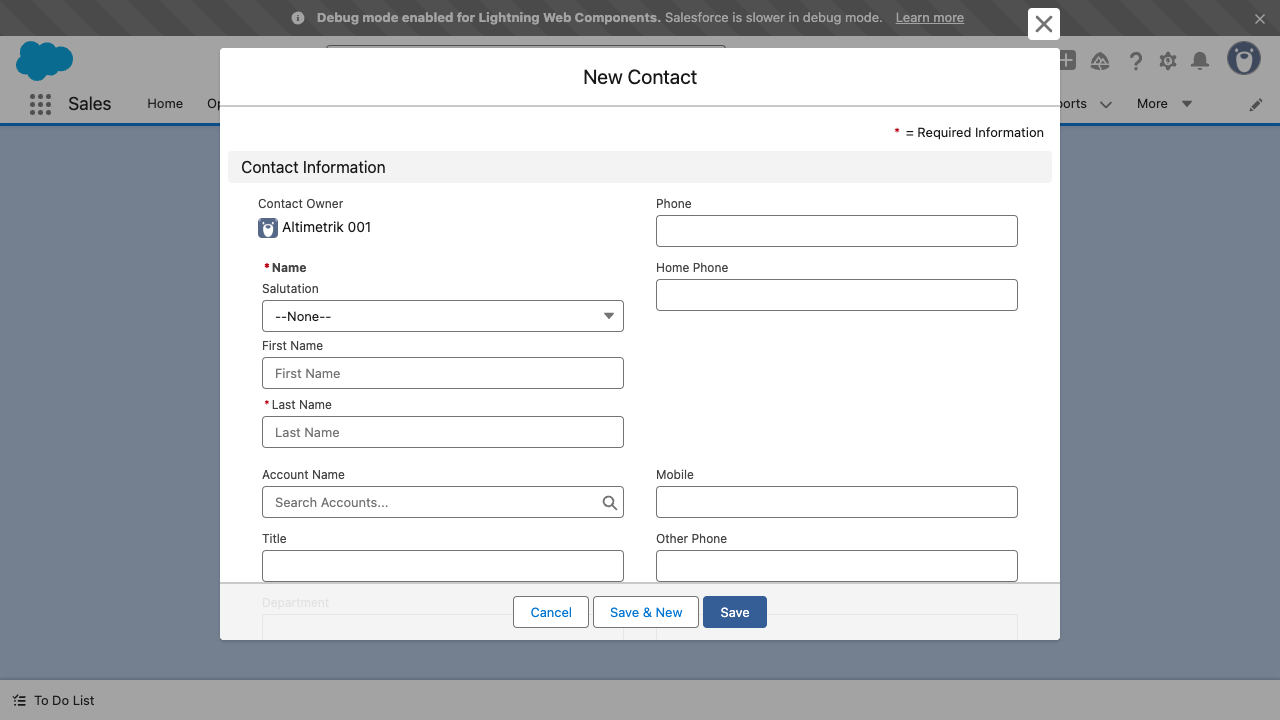 Debug mode enabled for Lightning Web Components. Salesforce is slower in debug mode. Learn more
New Contact
Sales
Home
Op
orts
More
* = Required Information
Contact Information
Contact Owner
Altimetrik 001
Phone
*Name
Salutation
--None--
Home Phone
First Name
First Name
*Last Name
Last Name
Account Name
Search Accounts...
Mobile
Title
Other Phone
Department
Cancel
Save & New
Save
To Do List